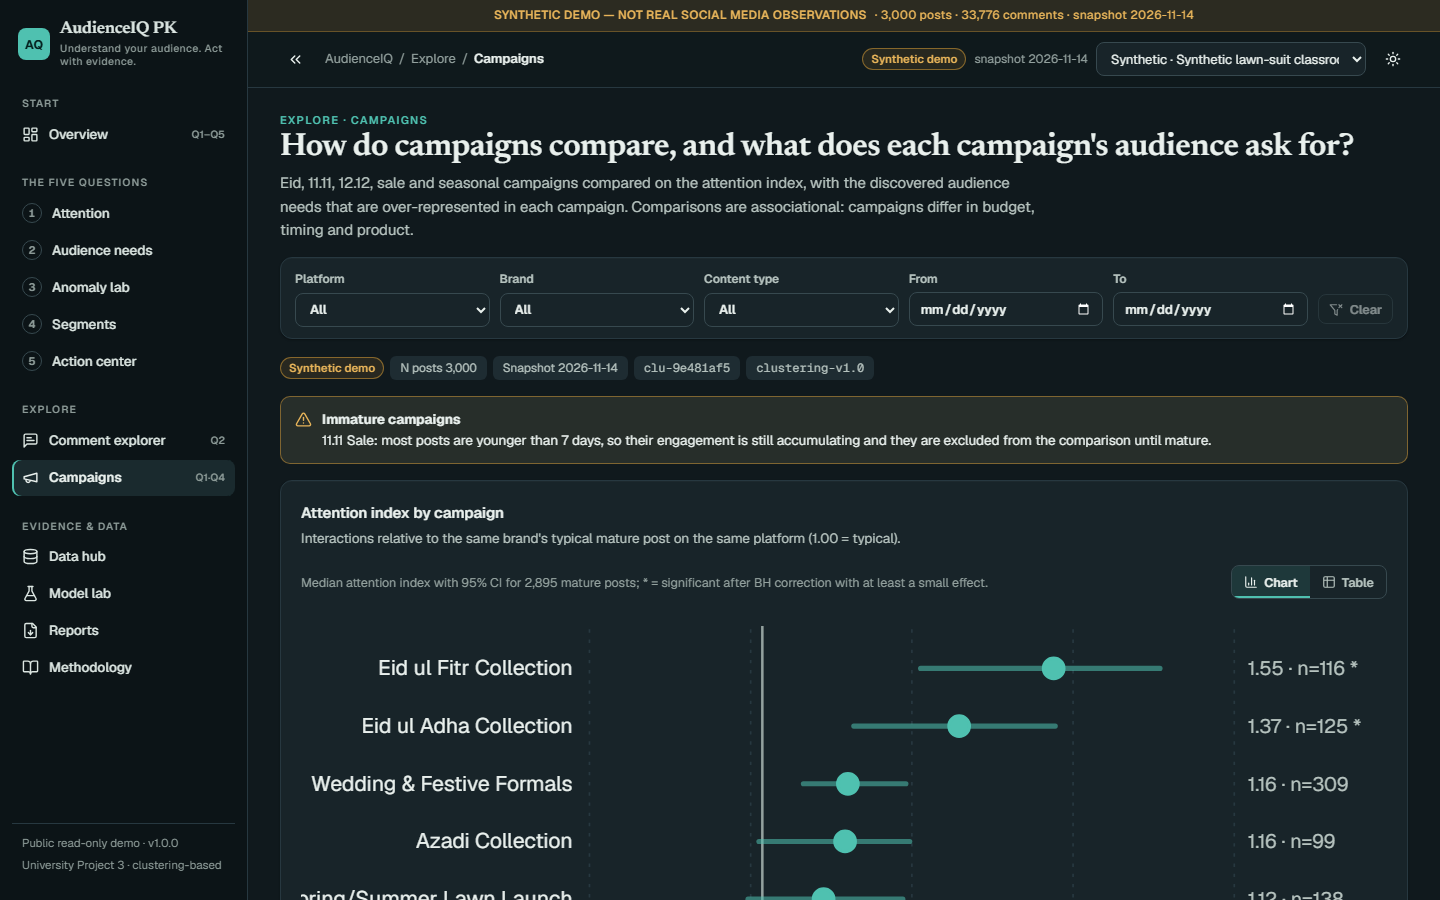 SYNTHETIC DEMO — NOT REAL SOCIAL MEDIA OBSERVATIONS · 3,000 posts · 33,776 comments · snapshot 2026-11-14
AQ
AudienceIQ PK
Understand your audience. Act
with evidence.
START
Overview Q1–Q5
THE FIVE QUESTIONS
1 Attention
2 Audience needs
3 Anomaly lab
4 Segments
5 Action center
EXPLORE
Comment explorer Q2
Campaigns Q1-Q4
EVIDENCE & DATA
Data hub
Model lab
Reports
Methodology
Public read-only demo · v1.0.0
University Project 3 · clustering-based
AudienceIQ / Explore / Campaigns
Synthetic demo snapshot 2026-11-14 Synthetic · Synthetic lawn-suit classroo
EXPLORE · CAMPAIGNS
How do campaigns compare, and what does each campaign's audience ask for?
Eid, 11.11, 12.12, sale and seasonal campaigns compared on the attention index, with the discovered audience
needs that are over-represented in each campaign. Comparisons are associational: campaigns differ in budget,
timing and product.
Platform Brand Content type From To
All All All mm/dd/yyyy mm/dd/yyyy Clear
Synthetic demo N posts 3,000 Snapshot 2026-11-14 clu-9e481af5 clustering-v1.0
Immature campaigns
11.11 Sale: most posts are younger than 7 days, so their engagement is still accumulating and they are excluded from the comparison until mature.
Attention index by campaign
Interactions relative to the same brand's typical mature post on the same platform (1.00 = typical).
Median attention index with 95% CI for 2,895 mature posts; * = significant after BH correction with at least a small effect.
Chart Table
Eid ul Fitr Collection 1.55 · n=116 *
Eid ul Adha Collection 1.37 · n=125 *
Wedding & Festive Formals 1.16 · n=309
Azadi Collection 1.16 · n=99
pring/Summer Lawn Launch 1.12 · n=138